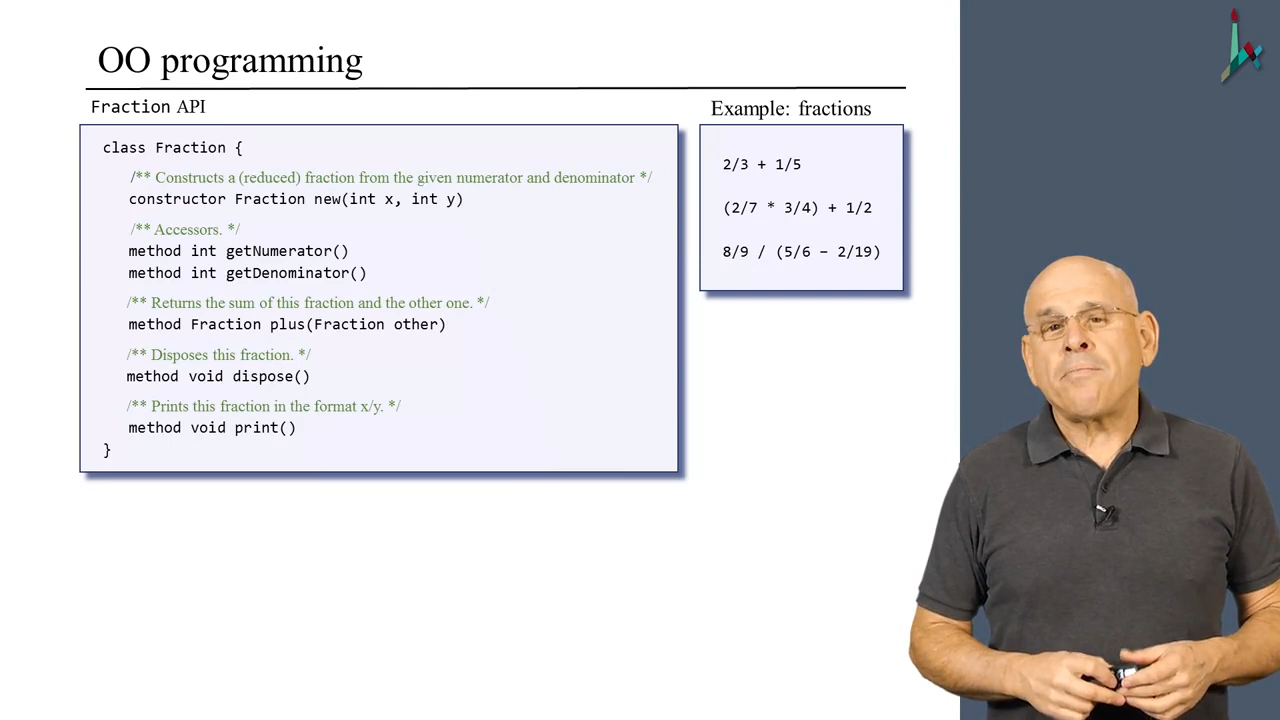 OO programming
Fraction API
class Fraction {
/** Constructs a (reduced) fraction from the given numerator and denominator */
constructor Fraction new(int x, int y)
/** Accessors. */
method int getNumerator()
method int getDenominator()
/** Returns the sum of this fraction and the other one. */
method Fraction plus(Fraction other)
/** Disposes this fraction. */
method void dispose()
/** Prints this fraction in the format x/y. */
method void print()
}
Example: fractions
2/3 + 1/5
(2/7 * 3/4) + 1/2
8/9 / (5/6 – 2/19)